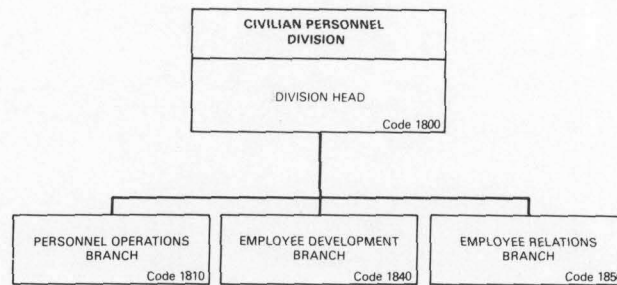 CIVILIAN PERSONNEL
DIVISION
DIVISION HEAD
Code 1800
PERSONNEL OPERATIONS
BRANCH
Code 1810
EMPLOYEE DEVELOPMENT
BRANCH
Code 1840
EMPLOYEE RELATIONS
BRANCH
Code